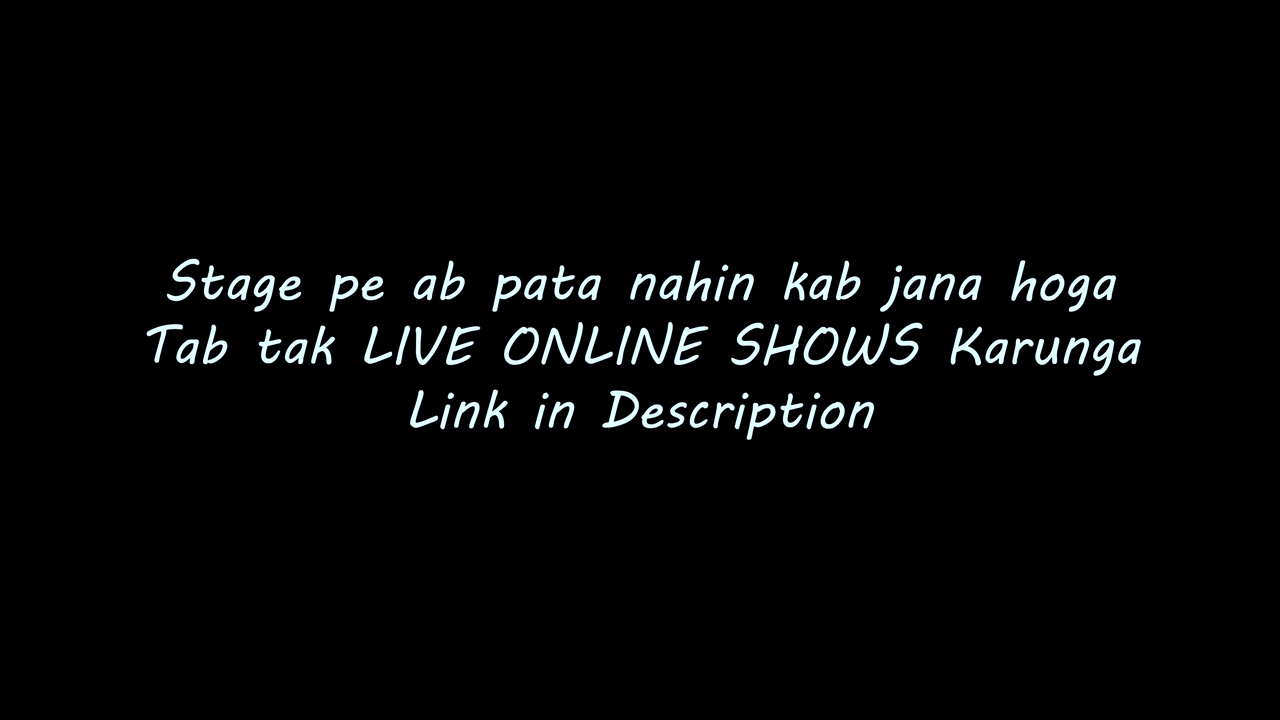 Stage pe ab pata nahin kab jana hoga
Tab tak LIVE ONLINE SHOWS Karunga
Link in Description